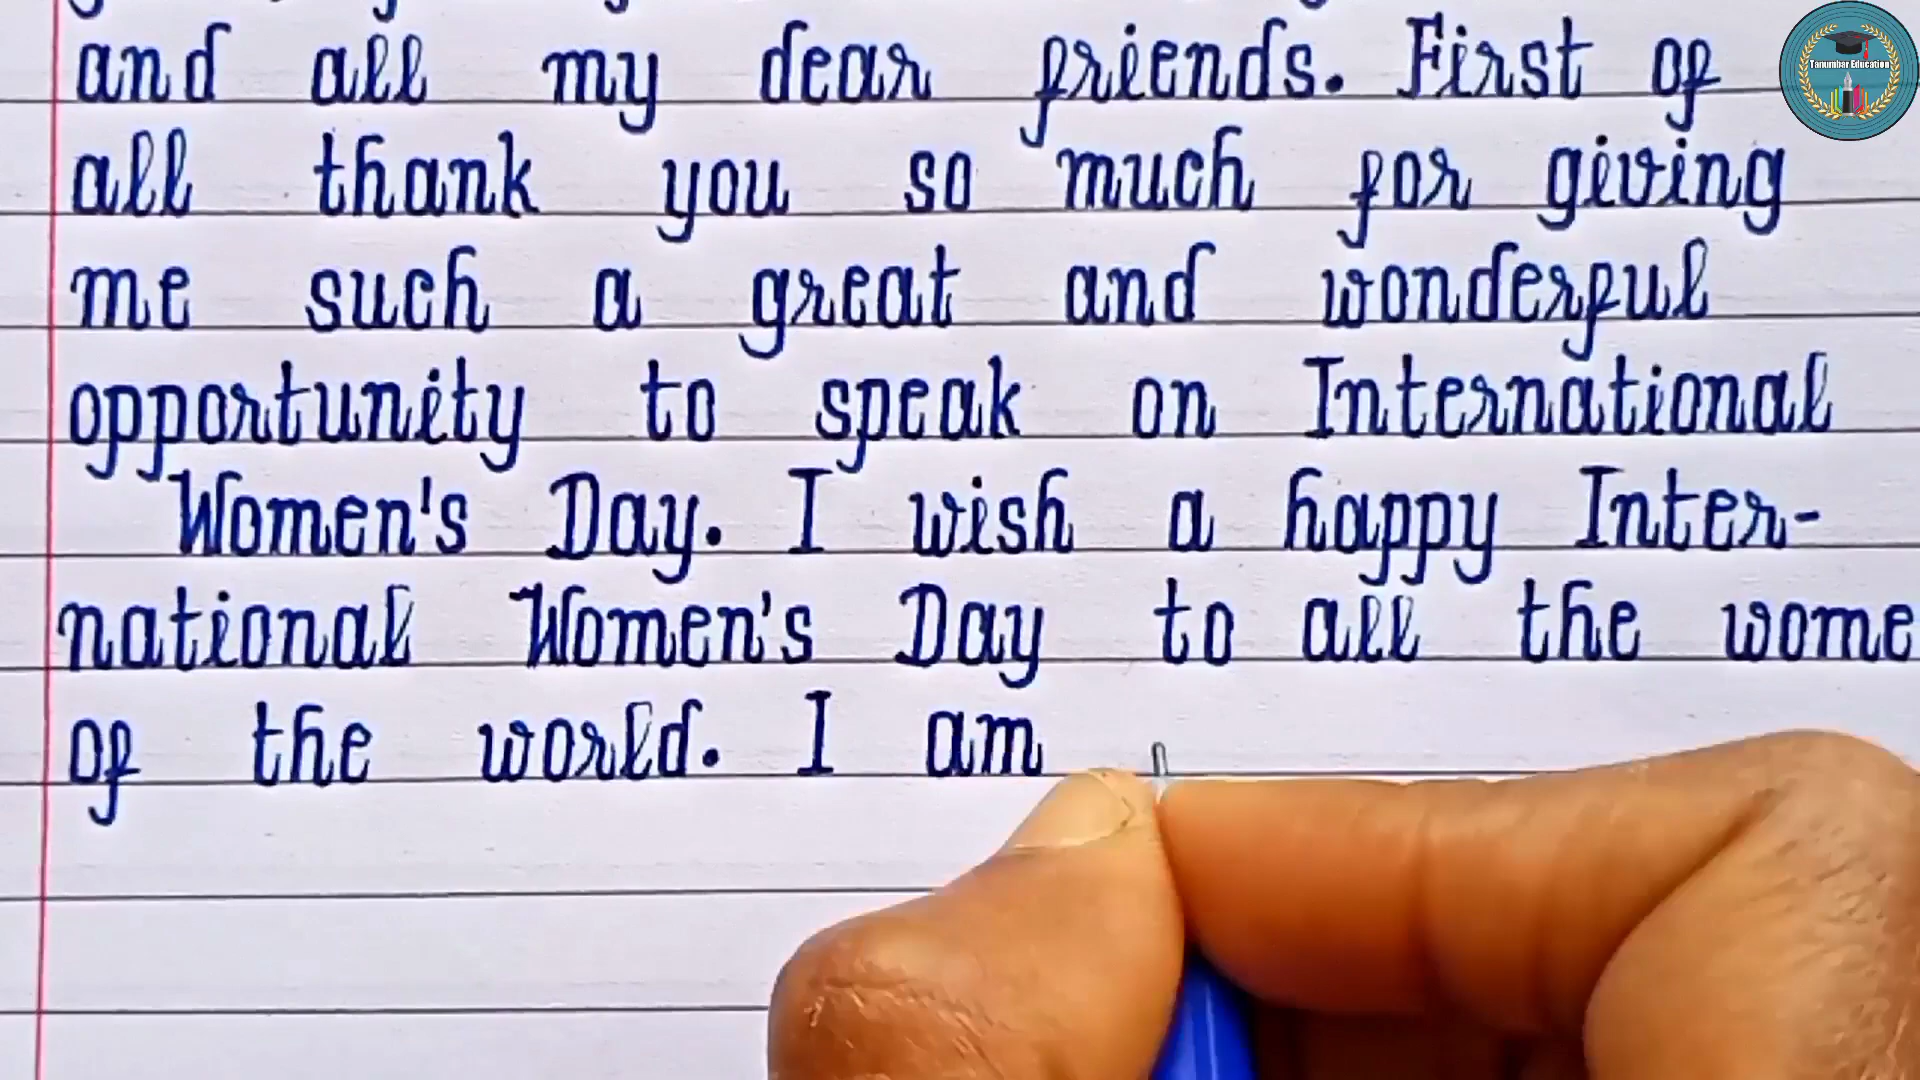 and all my dear friends. First of
all thank you so much for giving
me such a great and wonderful
opportunity to speak on International
Women's Day. I wish a happy Inter-
national Women's Day to all the wome
of the world. I am
Tanumbar Education